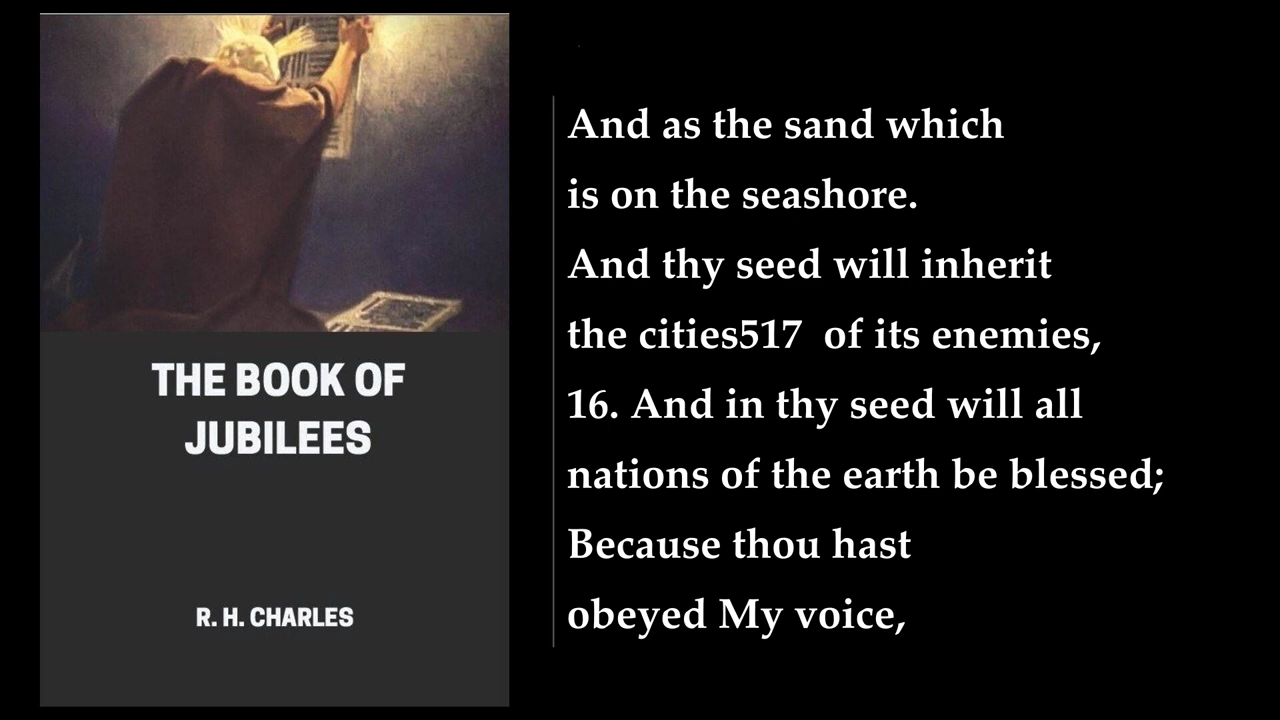 THE BOOK OF
JUBILEES
R. H. CHARLES
And as the sand which
is on the seashore.
And thy seed will inherit
the cities517  of its enemies,
16. And in thy seed will all
nations of the earth be blessed;
Because thou hast
obeyed My voice,